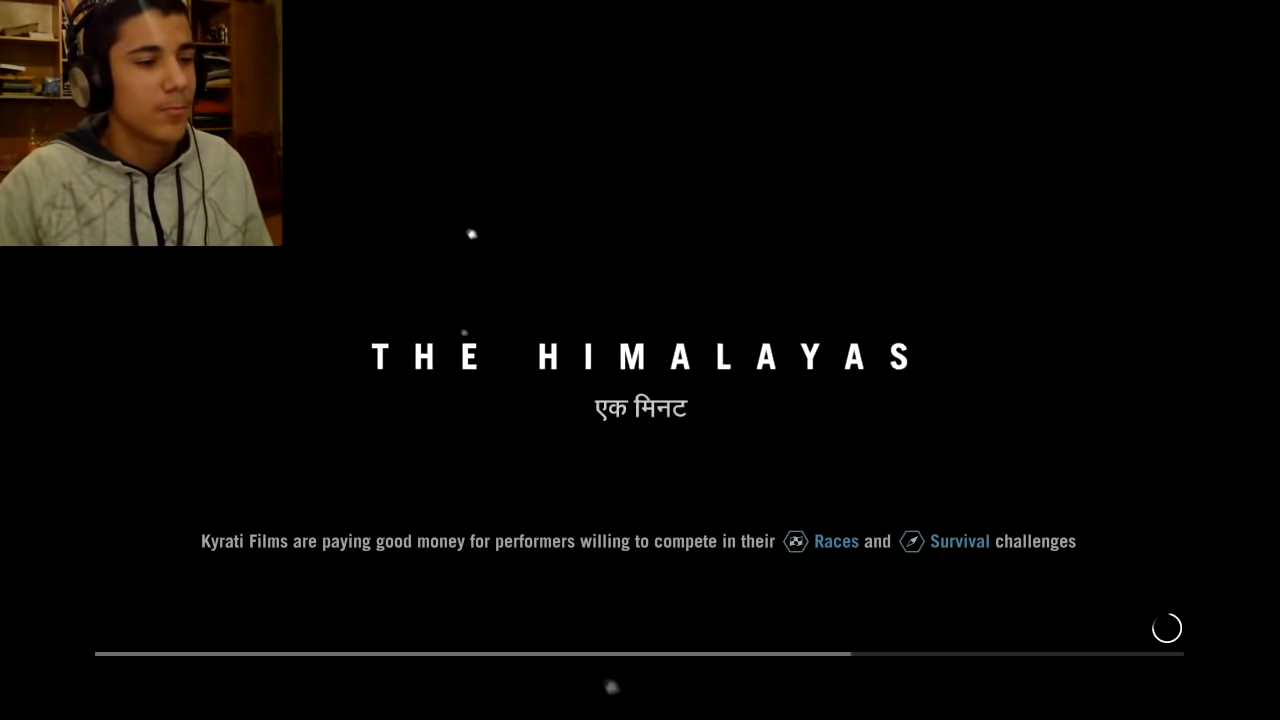 THE HIMALAYAS
एक मिनट
Kyrati Films are paying good money for performers willing to compete in their Races and Survival challenges